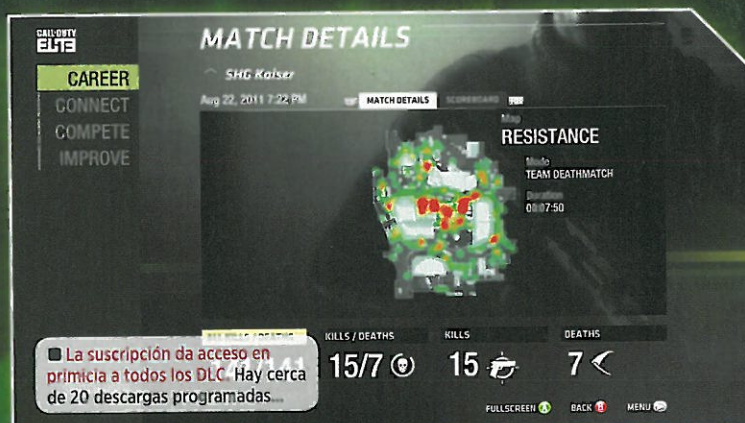 CALL·DUTY
ELITE
MATCH DETAILS
SHG Kaiser
CAREER
CONNECT
COMPETE
IMPROVE
Aug 22, 2011 7:22 PM
MATCH DETAILS
SCOREBOARD
Map
RESISTANCE
Mode
TEAM DEATHMATCH
Duration
00:07:50
KILLS / DEATHS
KILLS
DEATHS
15/7
15
7
La suscripción da acceso en
primicia a todos los DLC. Hay cerca
de 20 descargas programadas...
FULLSCREEN A
BACK B
MENU